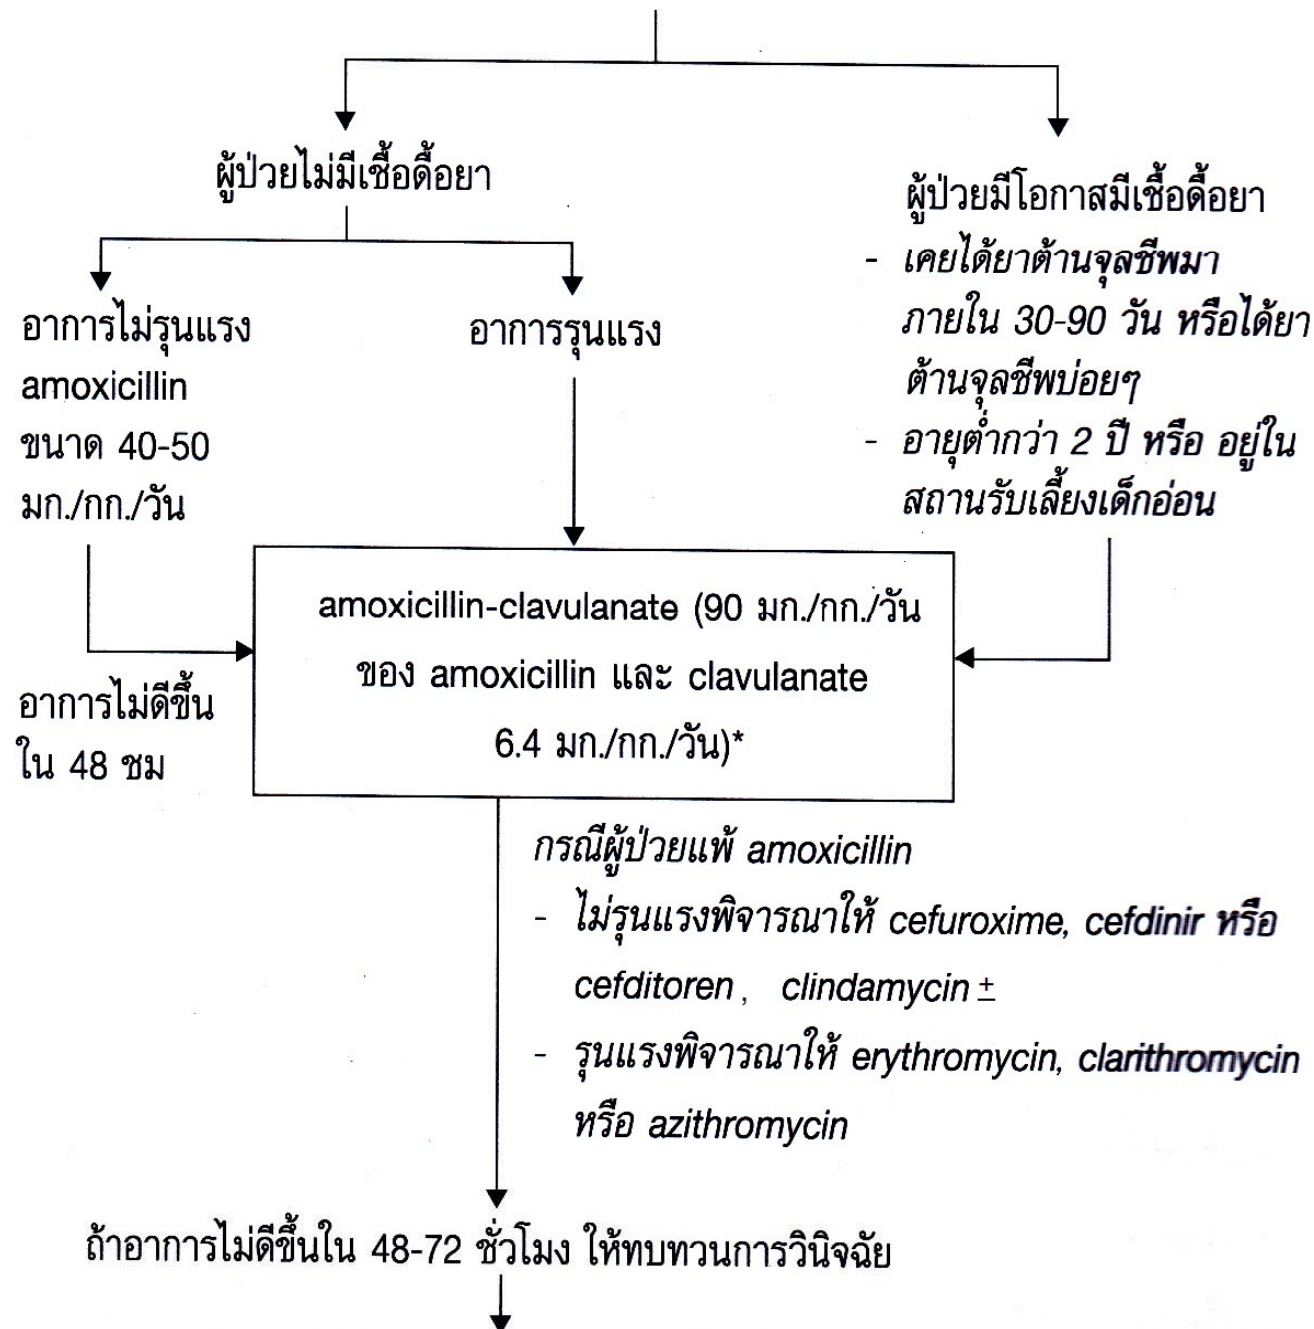 ผู้ป่วยไม่มีเชื้อดื้อยา
ผู้ป่วยมีโอกาสมีเชื้อดื้อยา
- เคยได้ยาต้านจุลชีพมา
ภายใน 30-90 วัน หรือได้ยา
ต้านจุลชีพบ่อยๆ
- อายุต่ำกว่า 2 ปี หรือ อยู่ใน
สถานรับเลี้ยงเด็กอ่อน
อาการไม่รุนแรง
amoxicillin
ขนาด 40-50
มก./กก./วัน
อาการรุนแรง
อาการไม่ดีขึ้น
ใน 48 ชม
amoxicillin-clavulanate (90 มก./กก./วัน
ของ amoxicillin และ clavulanate
6.4 มก./กก./วัน)*
กรณีผู้ป่วยแพ้ amoxicillin
- ไม่รุนแรงพิจารณาให้ cefuroxime, cefdinir หรือ
cefditoren, clindamycin ±
- รุนแรงพิจารณาให้ erythromycin, clarithromycin
หรือ azithromycin
ถ้าอาการไม่ดีขึ้นใน 48-72 ชั่วโมง ให้ทบทวนการวินิจฉัย